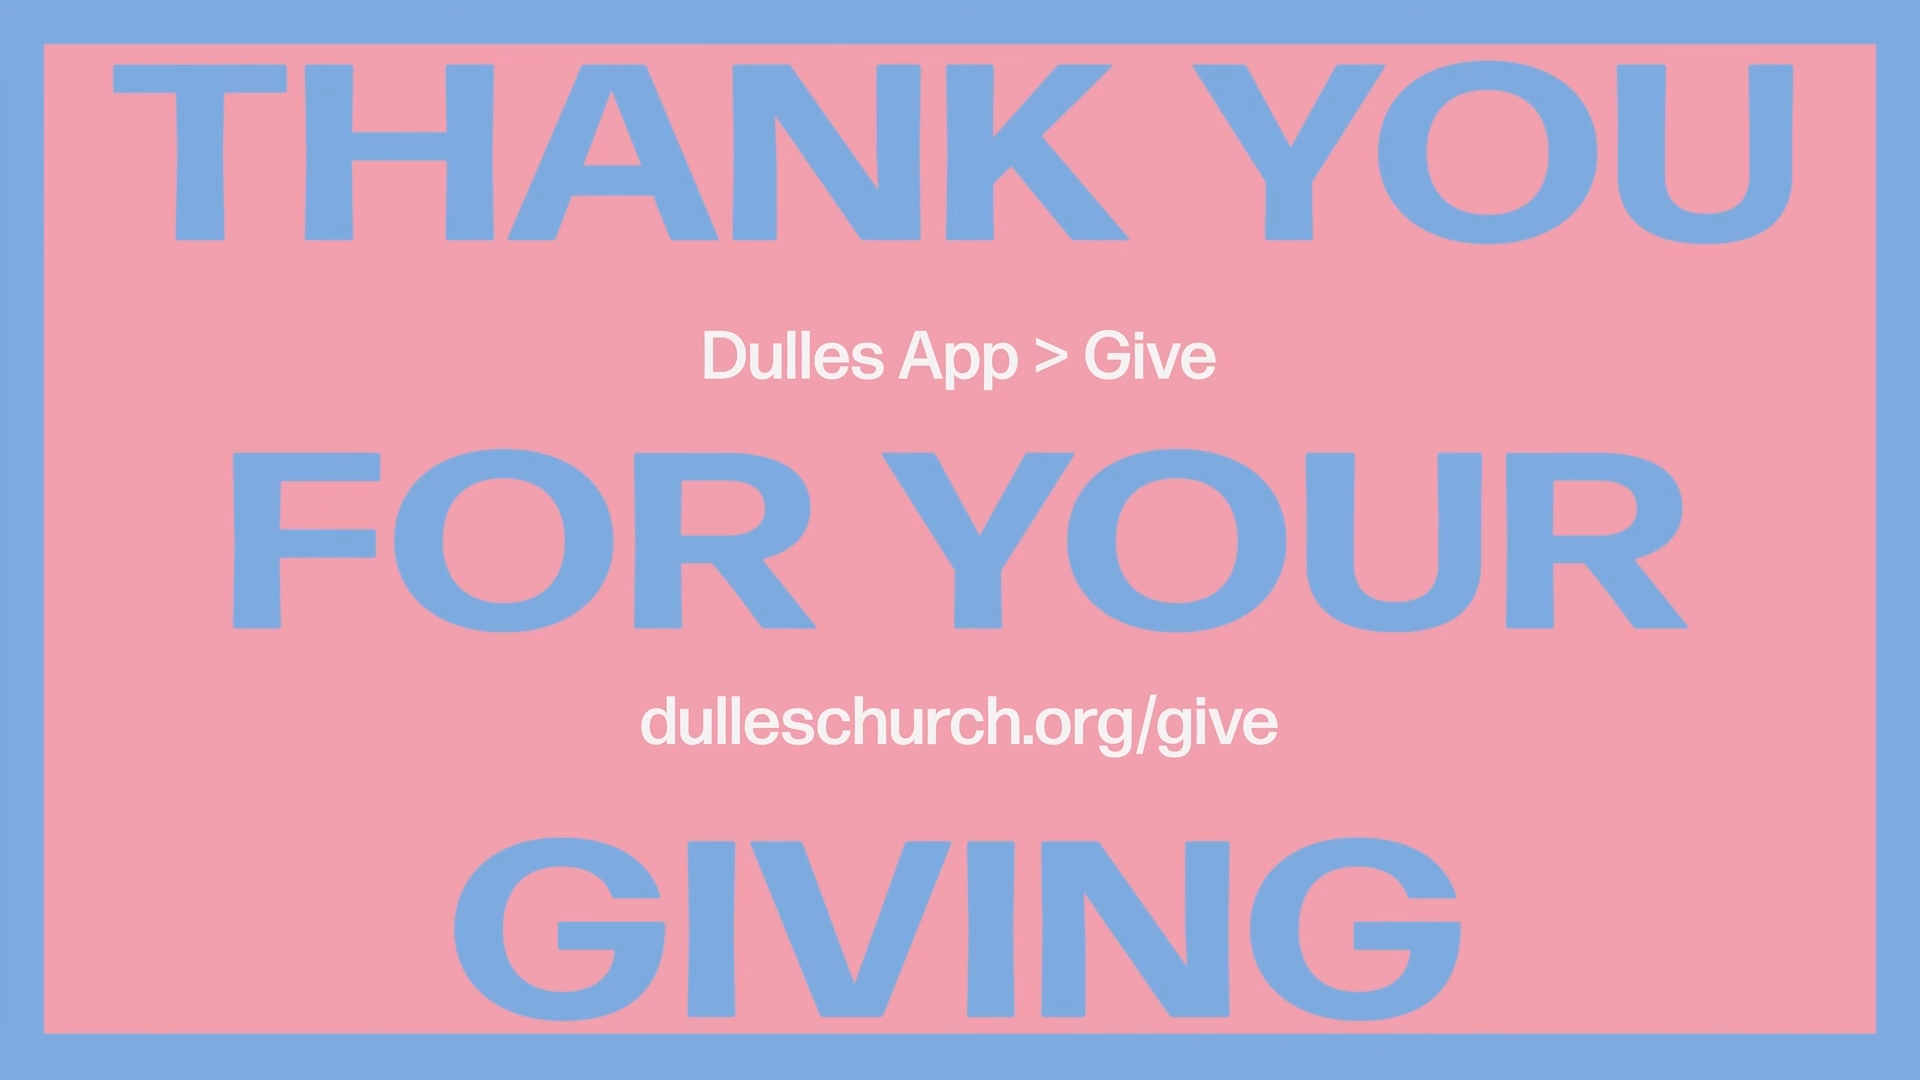 THANK YOU
Dulles App > Give
FOR YOUR
dulleschurch.org/give
GIVING